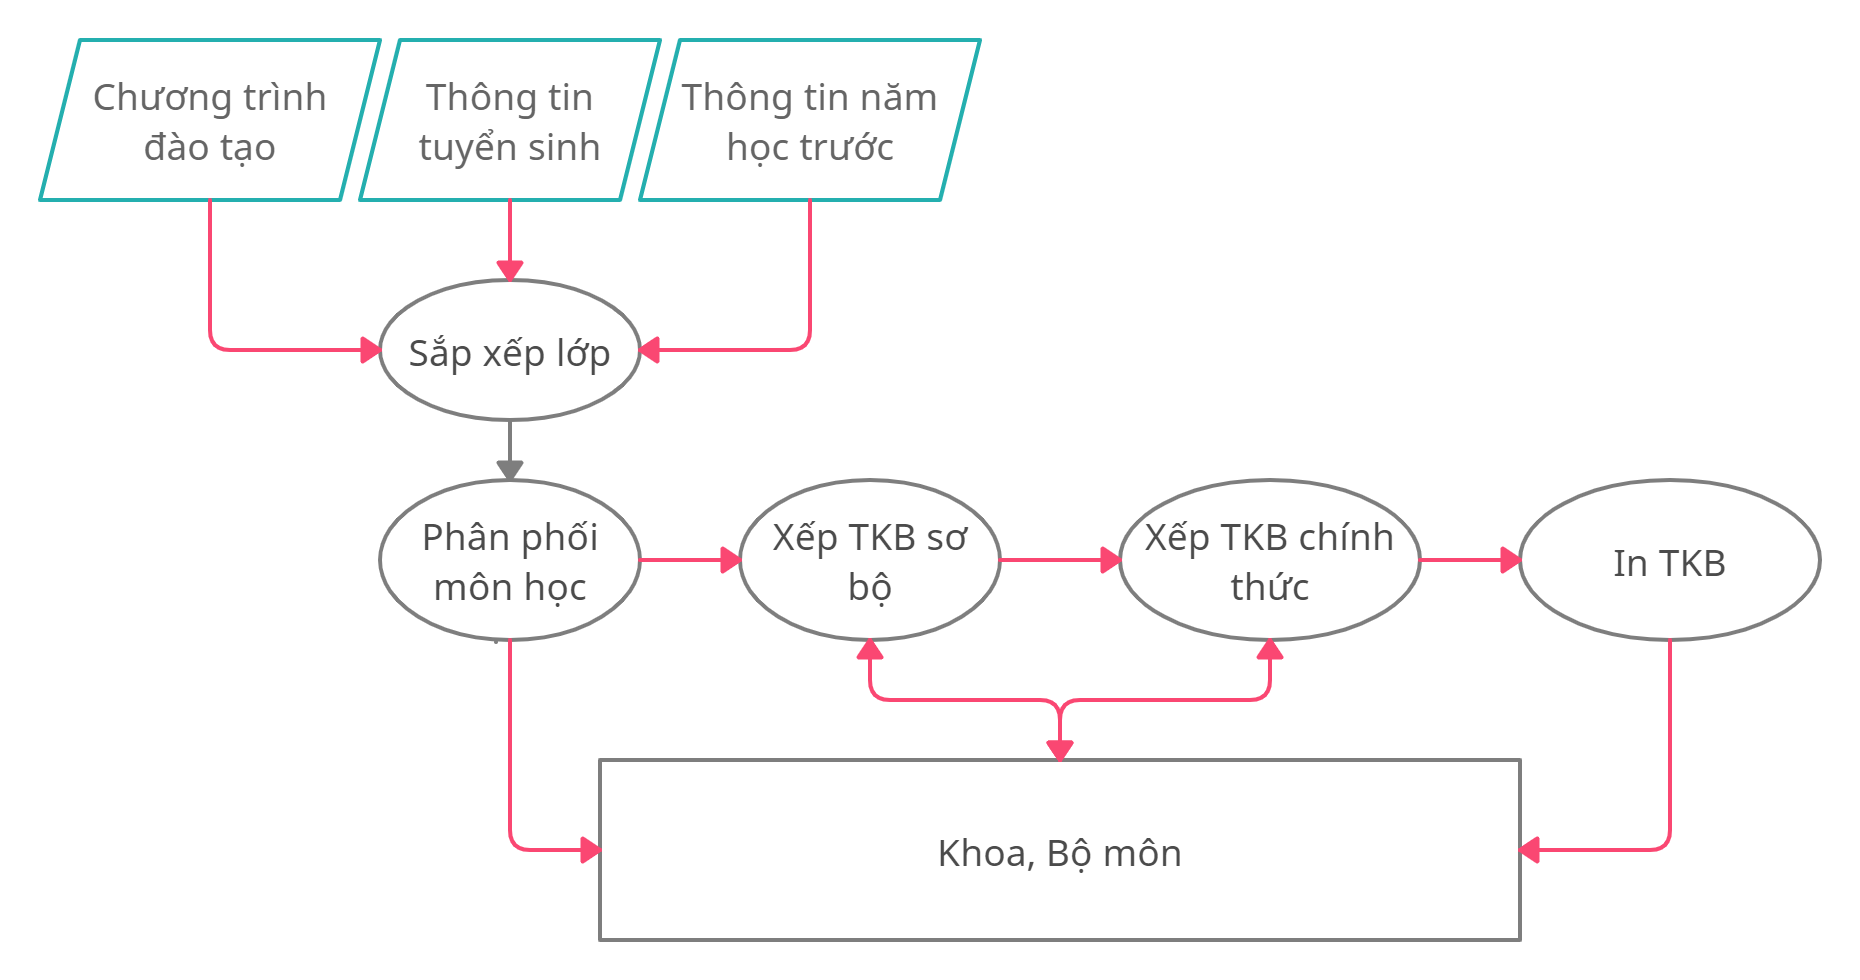 Chương trình
đào tạo
Thông tin
tuyển sinh
Thông tin năm
học trước
Sắp xếp lớp
Phân phối
môn học
Xếp TKB sơ
bộ
Xếp TKB chính
thức
In TKB
Khoa, Bộ môn